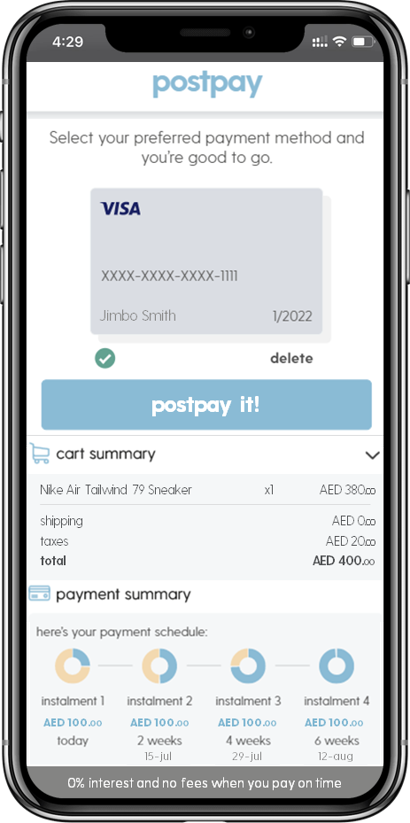 4:29
postpay
Select your preferred payment method and
you're good to go.
VISA
XXXX-XXXX-XXXX-1111
Jimbo Smith 1/2022
delete
postpay it!
cart summary
Nike Air Tailwind 79 Sneaker x1 AED 380.00
shipping AED 0.00
taxes AED 20.00
total AED 400.00
payment summary
here's your payment schedule:
instalment 1 instalment 2 instalment 3 instalment 4
AED 100.00 AED 100.00 AED 100.00 AED 100.00
today 2 weeks 4 weeks 6 weeks
15-jul 29-jul 12-aug
0% interest and no fees when you pay on time